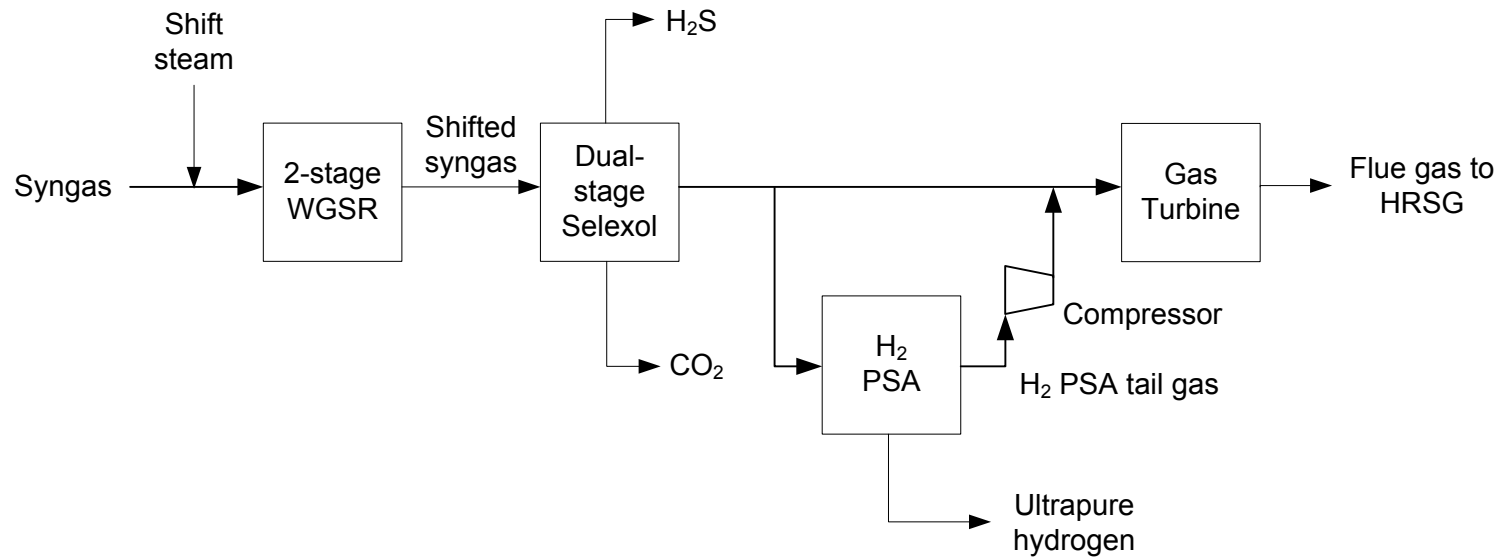 Shift
steam
H₂S
Syngas
2-stage
WGSR
Shifted
syngas
Dual-
stage
Selexol
CO₂
Gas
Turbine
Flue gas to
HRSG
Compressor
H₂
PSA
H₂ PSA tail gas
Ultrapure
hydrogen